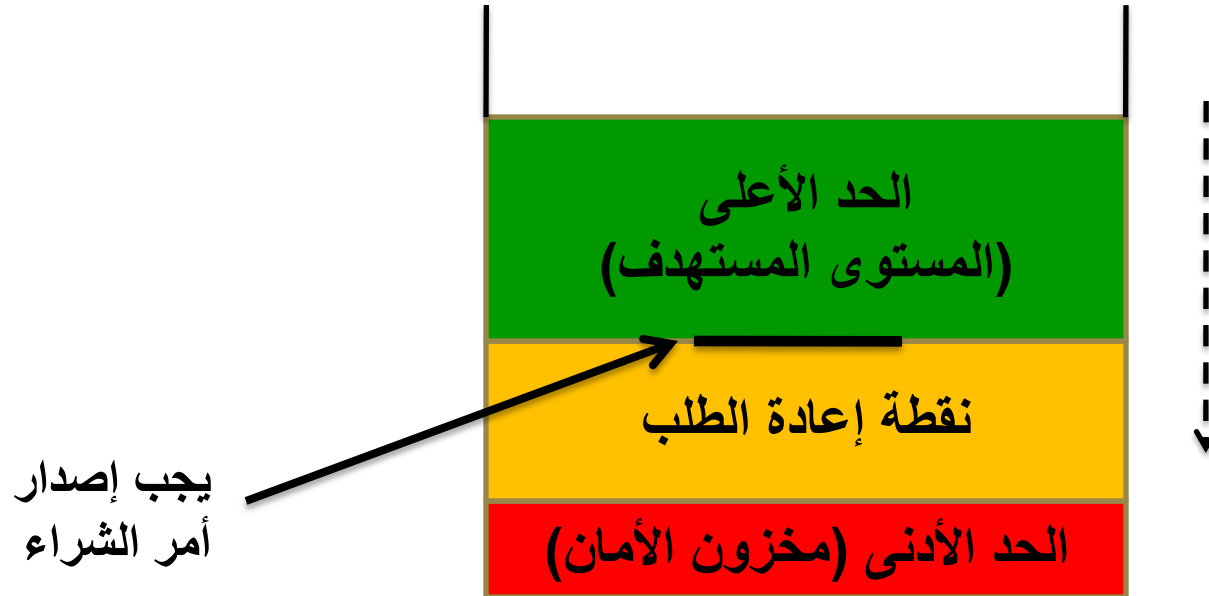 الحد الأعلى
(المستوى المستهدف)
نقطة إعادة الطلب
يجب إصدار
أمر الشراء
الحد الأدنى (مخزون الأمان)